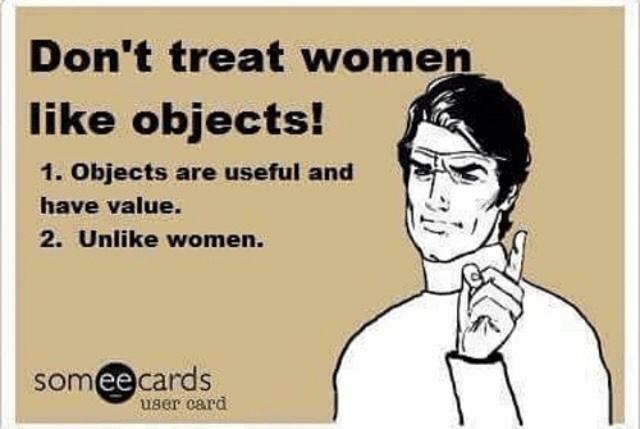 Don't treat women
like objects!
1. Objects are useful and
have value.
2. Unlike women.
someecards
user card